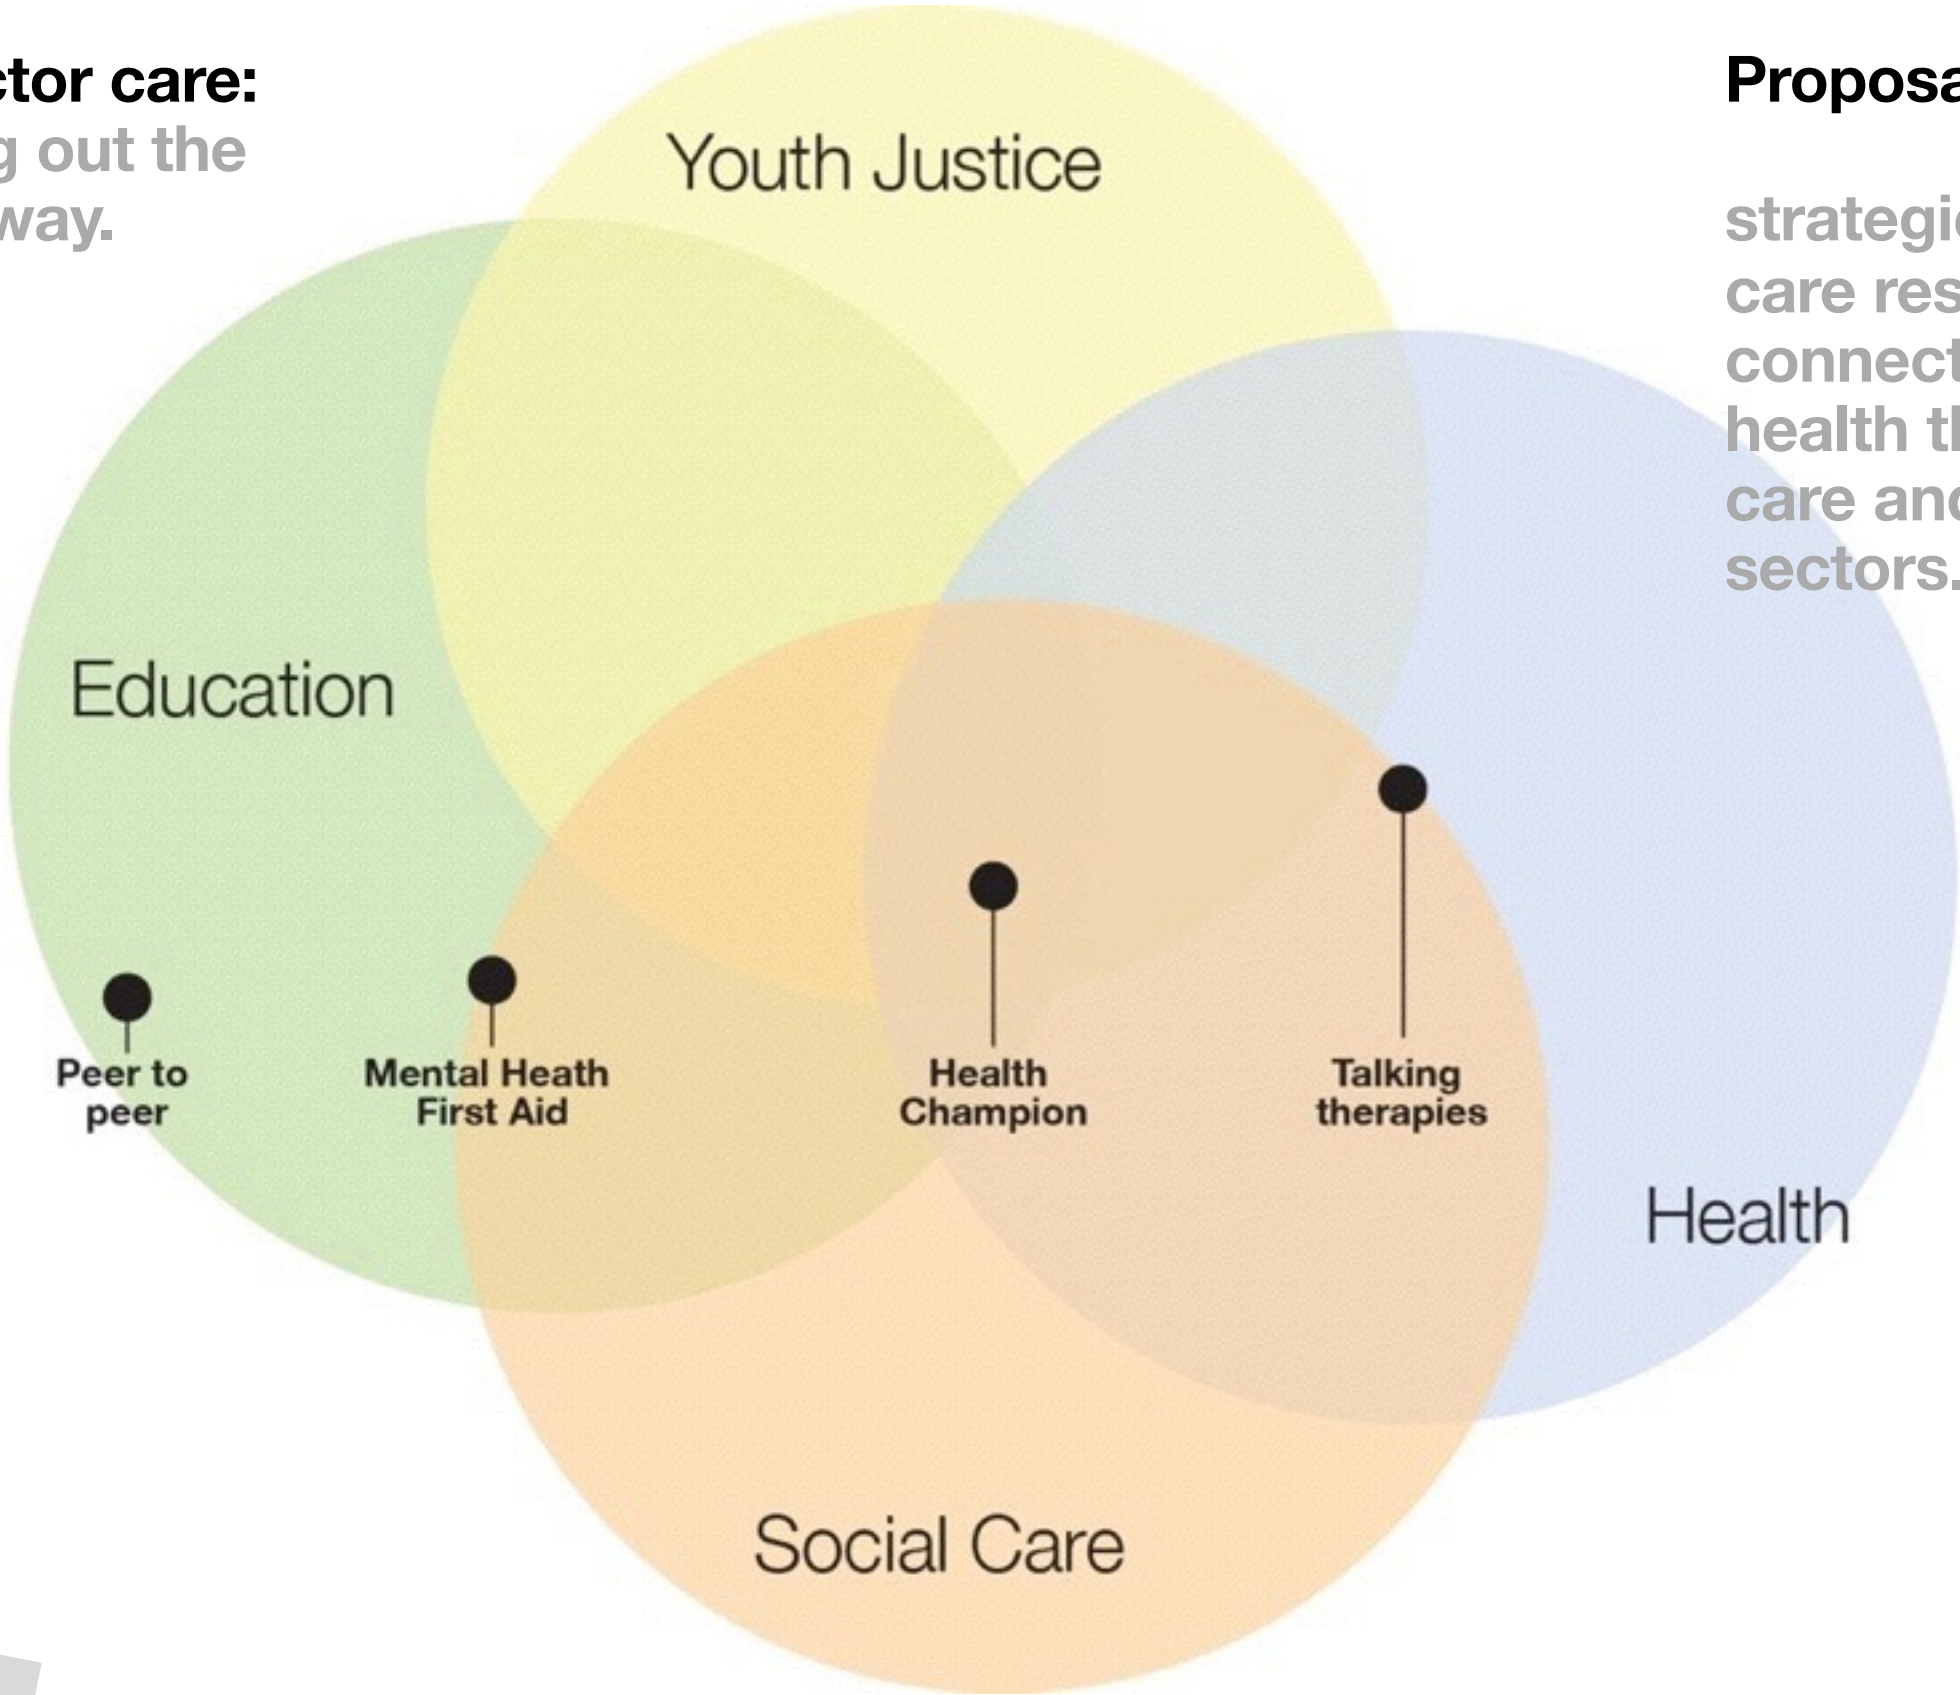 ctor care:
g out the
way.
Proposa
strategi
care res
connect
health th
care and
sectors.
Youth Justice
Education
Peer to
peer
Mental Heath
First Aid
Health
Champion
Talking
therapies
Health
Social Care